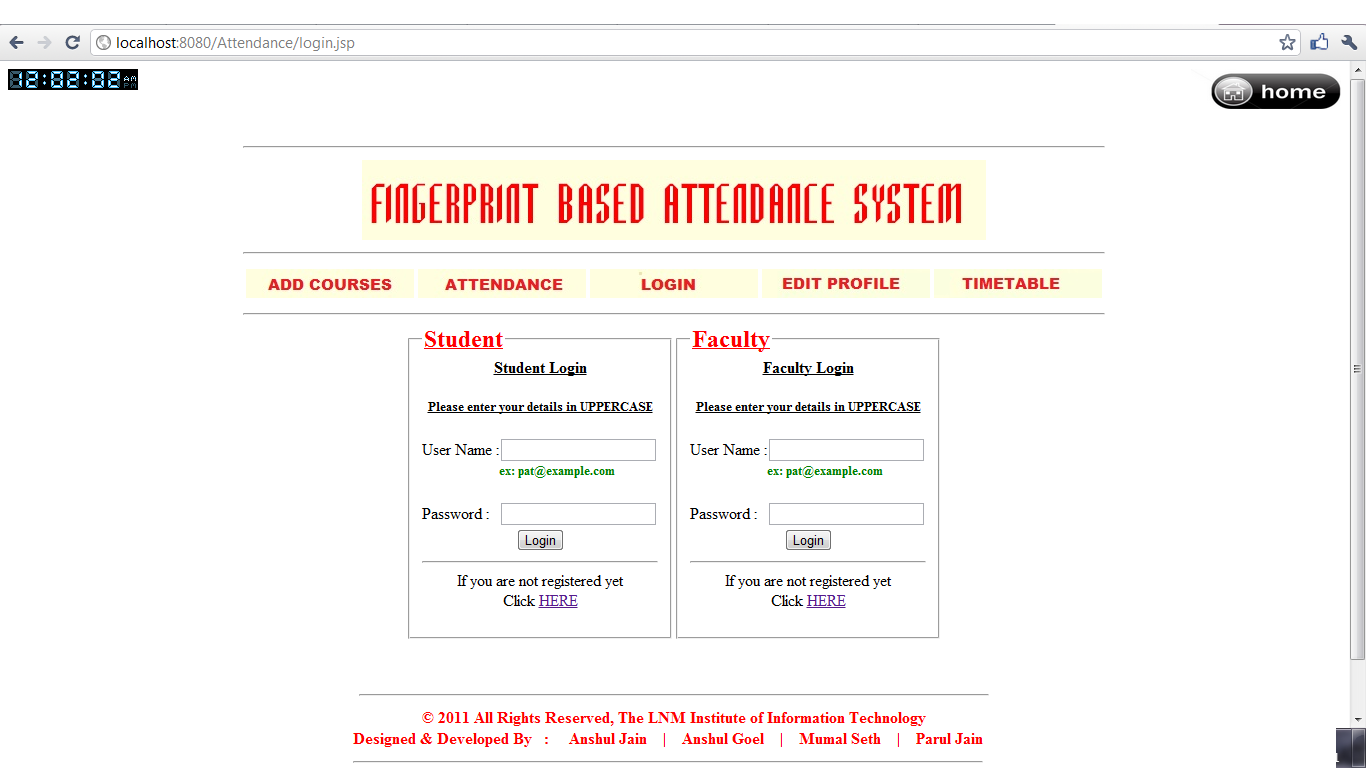 localhost:8080/Attendance/login.jsp
12:02:02 AM PM
home
FINGERPRINT BASED ATTENDANCE SYSTEM
ADD COURSES ATTENDANCE LOGIN EDIT PROFILE TIMETABLE
Student
Student Login
Please enter your details in UPPERCASE
User Name :
ex: pat@example.com
Password :
Login
If you are not registered yet
Click HERE
Faculty
Faculty Login
Please enter your details in UPPERCASE
User Name :
ex: pat@example.com
Password :
Login
If you are not registered yet
Click HERE
© 2011 All Rights Reserved, The LNM Institute of Information Technology
Designed & Developed By : Anshul Jain | Anshul Goel | Mumal Seth | Parul Jain